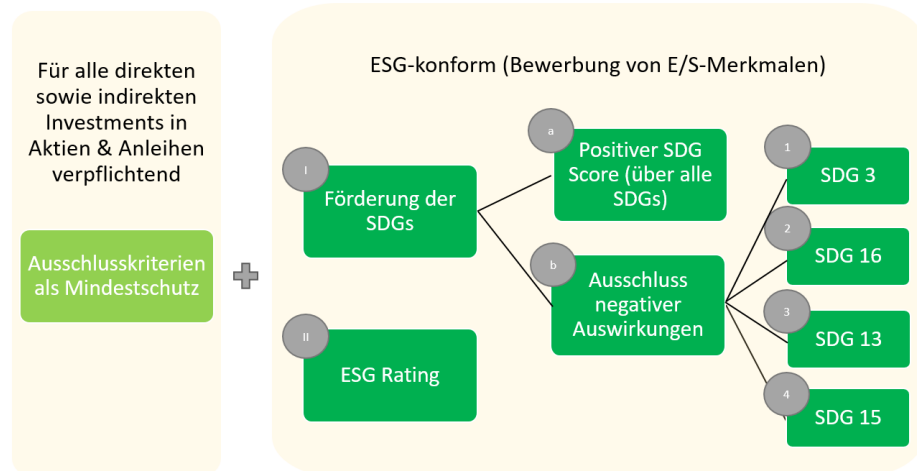 Für alle direkten
sowie indirekten
Investments in
Aktien & Anleihen
verpflichtend
Ausschlusskriterien
als Mindestschutz
ESG-konform (Bewerbung von E/S-Merkmalen)
I
Förderung der
SDGs
II
ESG Rating
a
Positiver SDG
Score (über alle
SDGs)
b
Ausschluss
negativer
Auswirkungen
1
SDG 3
2
SDG 16
3
SDG 13
4
SDG 15